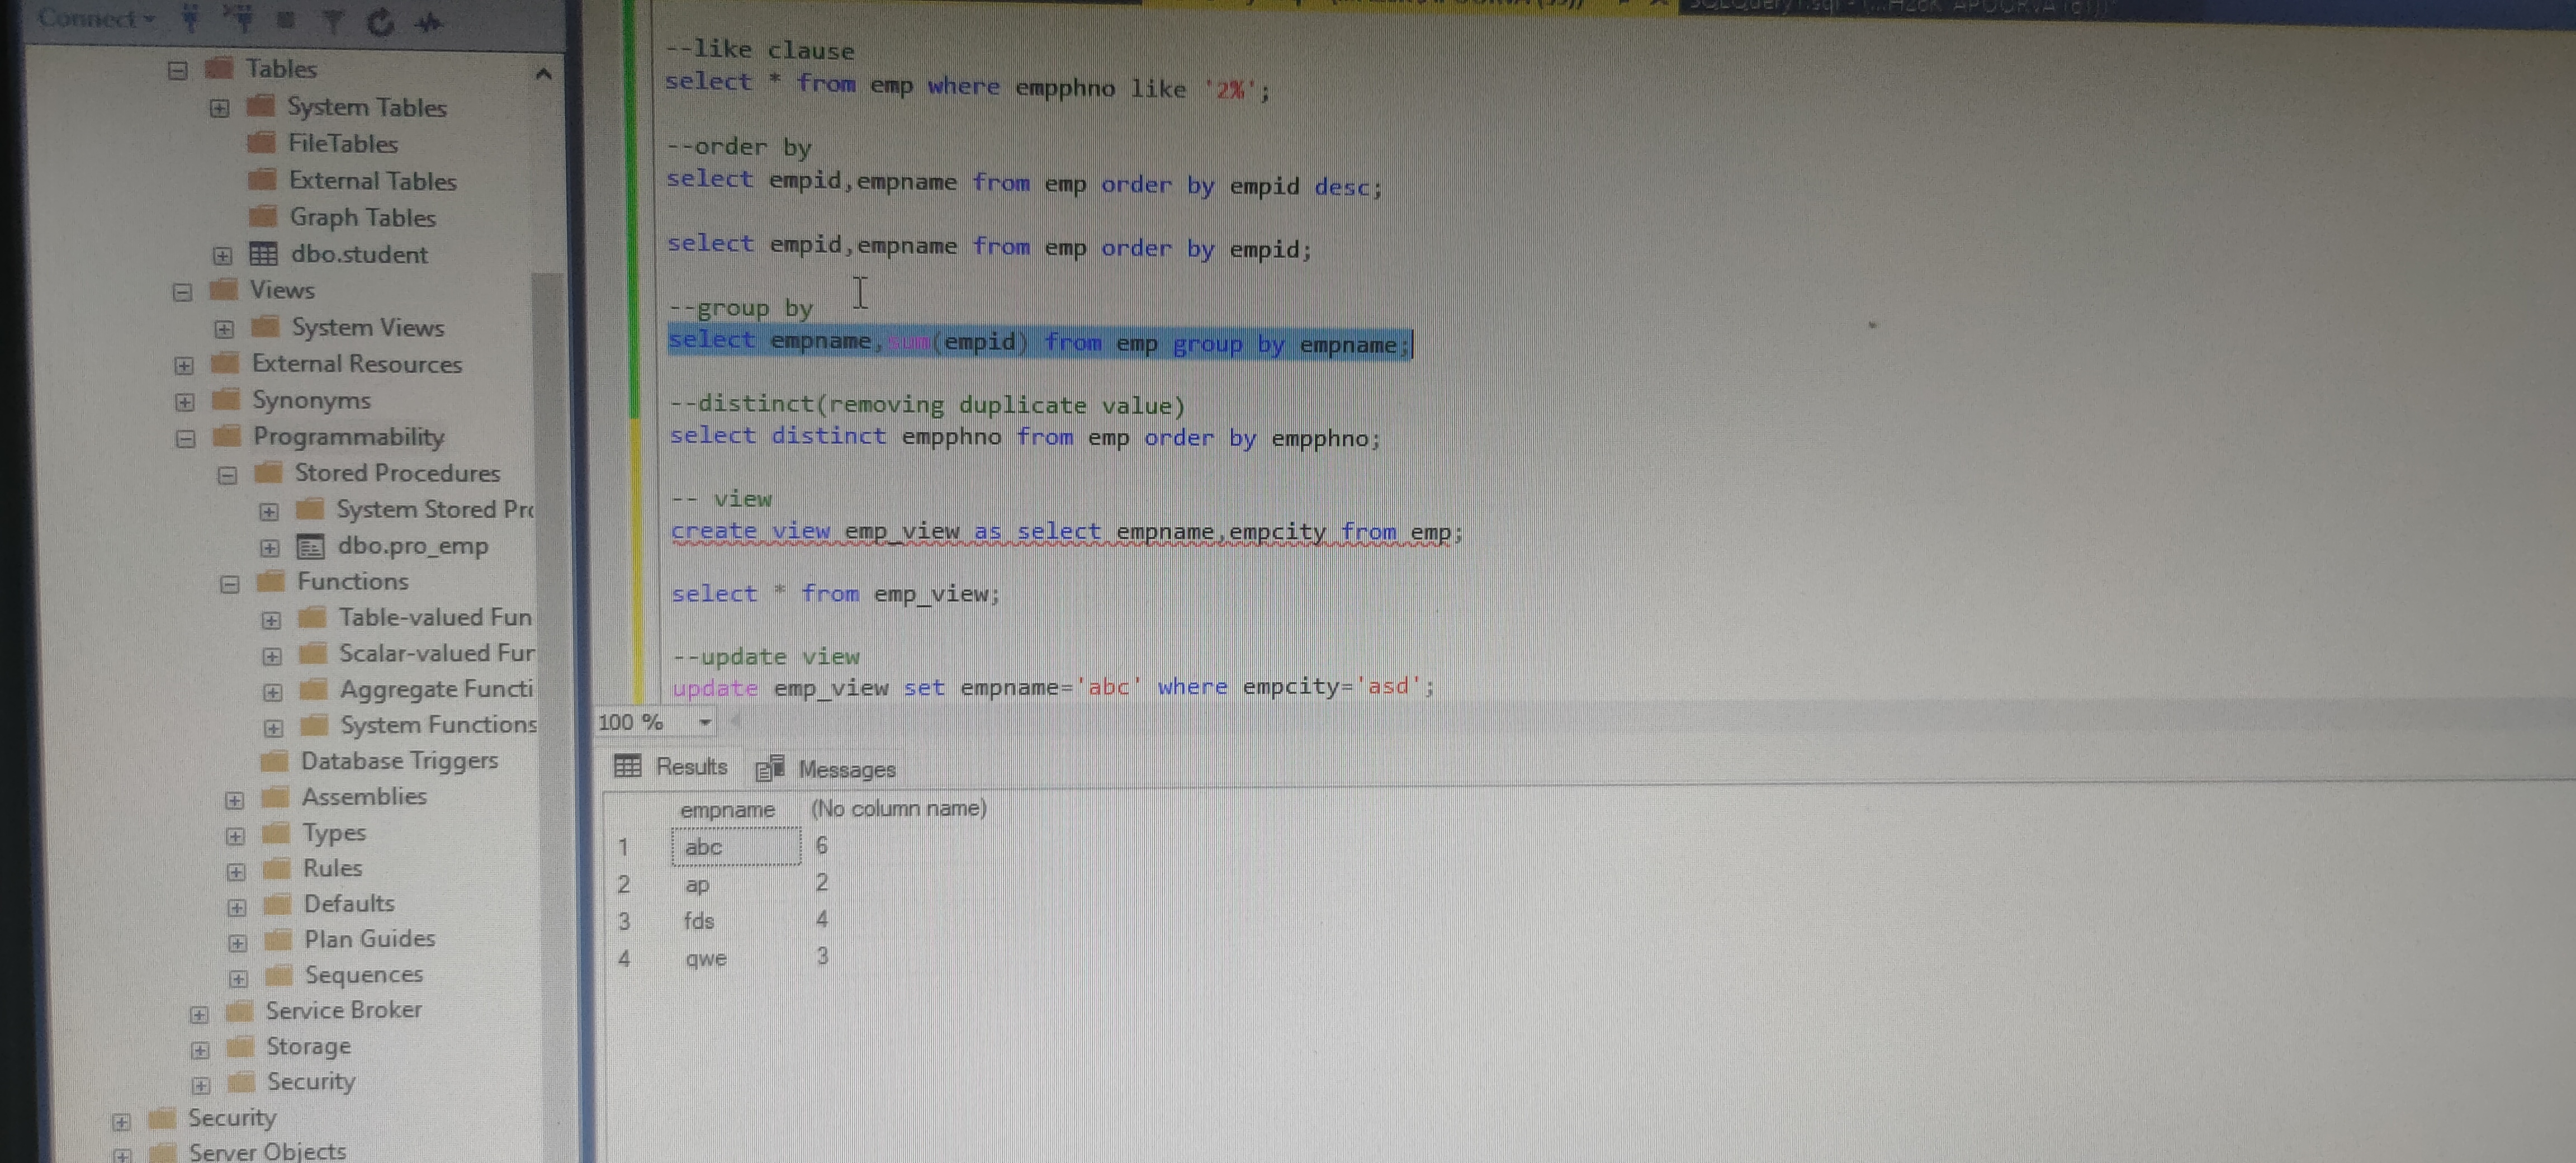 Connect
Tables
System Tables
FileTables
External Tables
Graph Tables
dbo.student
Views
System Views
External Resources
Synonyms
Programmability
Stored Procedures
System Stored Pro
dbo.pro_emp
Functions
Table-valued Fun
Scalar-valued Fur
Aggregate Functi
System Functions
Database Triggers
Assemblies
Types
Rules
Defaults
Plan Guides
Sequences
Service Broker
Storage
Security
Security
Server Objects
--like clause
select * from emp where empphno like '2%';
--order by
select empid,empname from emp order by empid desc;
select empid,empname from emp order by empid;
--group by
select empname,sum(empid) from emp group by empname;
--distinct(removing duplicate value)
select distinct empphno from emp order by empphno;
-- view
create view emp_view as select empname,empcity from emp;
select * from emp_view;
--update view
update emp_view set empname='abc' where empcity='asd';
100 %
Results Messages
empname (No column name)
1 abc 6
2 ap 2
3 fds 4
4 qwe 3